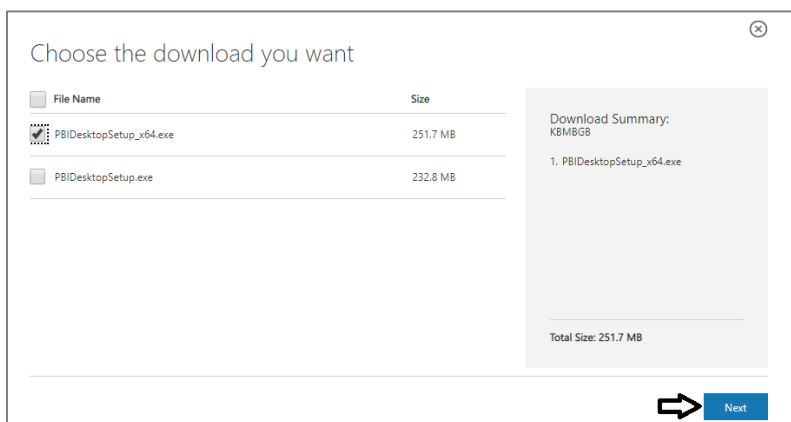 Choose the download you want
File Name Size
PBIDesktopSetup_x64.exe 251.7 MB
PBIDesktopSetup.exe 232.8 MB
Download Summary:
KBMBGB
1. PBIDesktopSetup_x64.exe
Total Size: 251.7 MB
Next